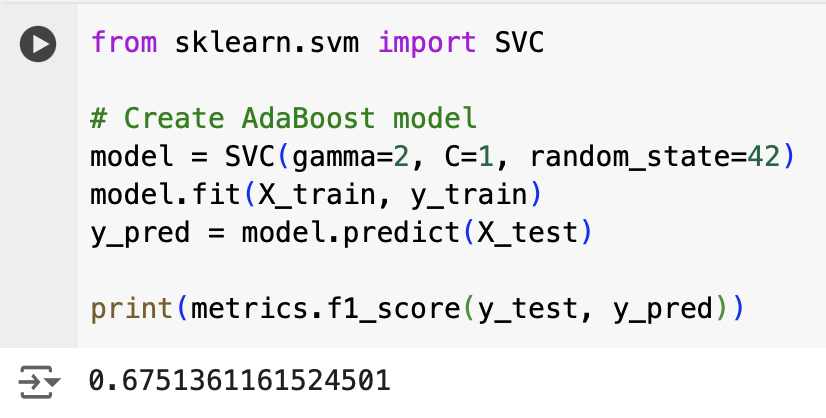 from sklearn.svm import SVC
# Create AdaBoost model
model = SVC(gamma=2, C=1, random_state=42)
model.fit(X_train, y_train)
y_pred = model.predict(X_test)
print(metrics.f1_score(y_test, y_pred))
0.6751361161524501